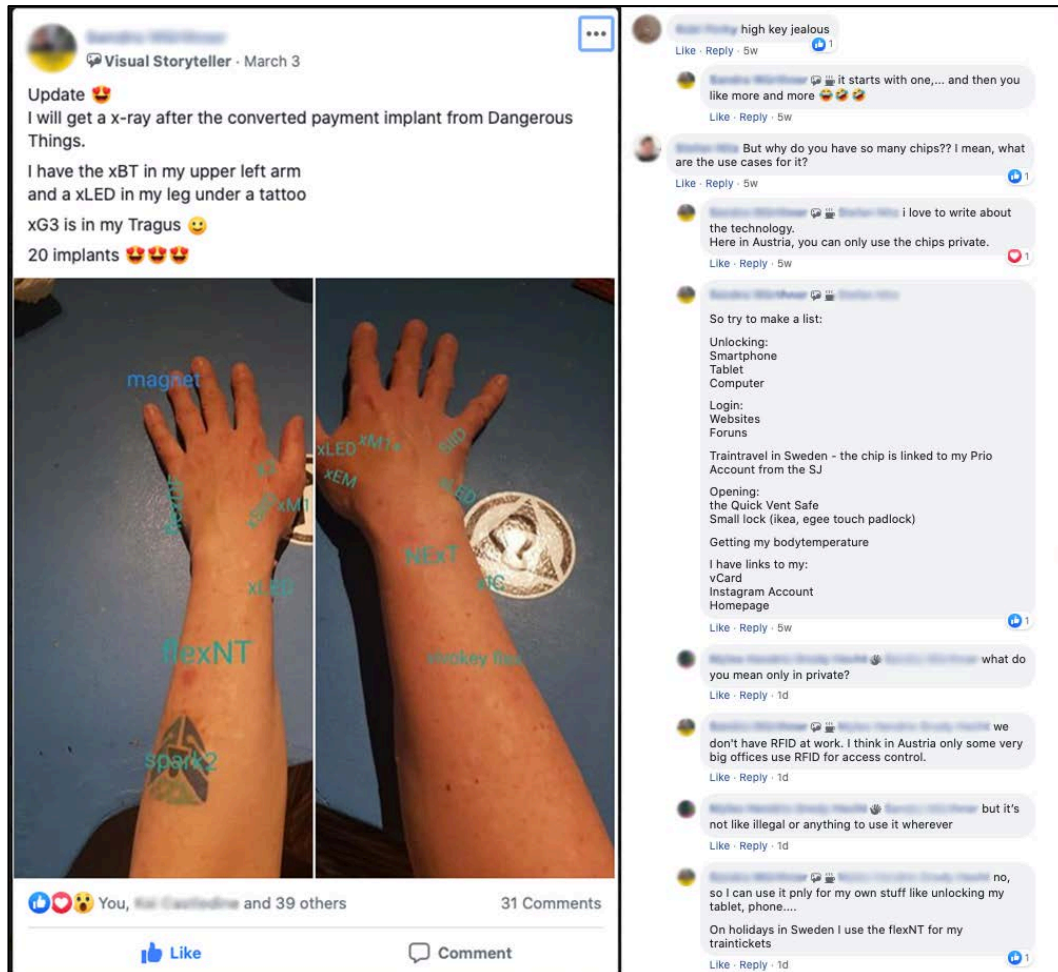 Visual Storyteller · March 3
Update
I will get a x-ray after the converted payment implant from Dangerous
Things.
I have the xBT in my upper left arm
and a xLED in my leg under a tattoo
xG3 is in my Tragus
20 implants
magnet
xM1
xLED
flexNT
spark2
xLED
xM1+
SIID
xEM
xLED
NExT
xIC
You,
and 39 others
31 Comments
Like
Comment
high key jealous
1
Like · Reply · 5w
it starts with one,... and then you
like more and more
Like · Reply · 5w
But why do you have so many chips?? I mean, what
are the use cases for it?
1
Like · Reply · 5w
i love to write about
the technology.
Here in Austria, you can only use the chips private.
1
Like · Reply · 5w
So try to make a list:
Unlocking:
Smartphone
Tablet
Computer
Login:
Websites
Foruns
Traintravel in Sweden - the chip is linked to my Prio
Account from the SJ
Opening:
the Quick Vent Safe
Small lock (ikea, egee touch padlock)
Getting my bodytemperature
I have links to my:
vCard
Instagram Account
Homepage
1
Like · Reply · 5w
what do
you mean only in private?
Like · Reply · 1d
we
don't have RFID at work. I think in Austria only some very
big offices use RFID for access control.
Like · Reply · 1d
but it's
not like illegal or anything to use it wherever
Like · Reply · 1d
no,
so I can use it pnly for my own stuff like unlocking my
tablet, phone....
On holidays in Sweden I use the flexNT for my
traintickets
1
Like · Reply · 1d